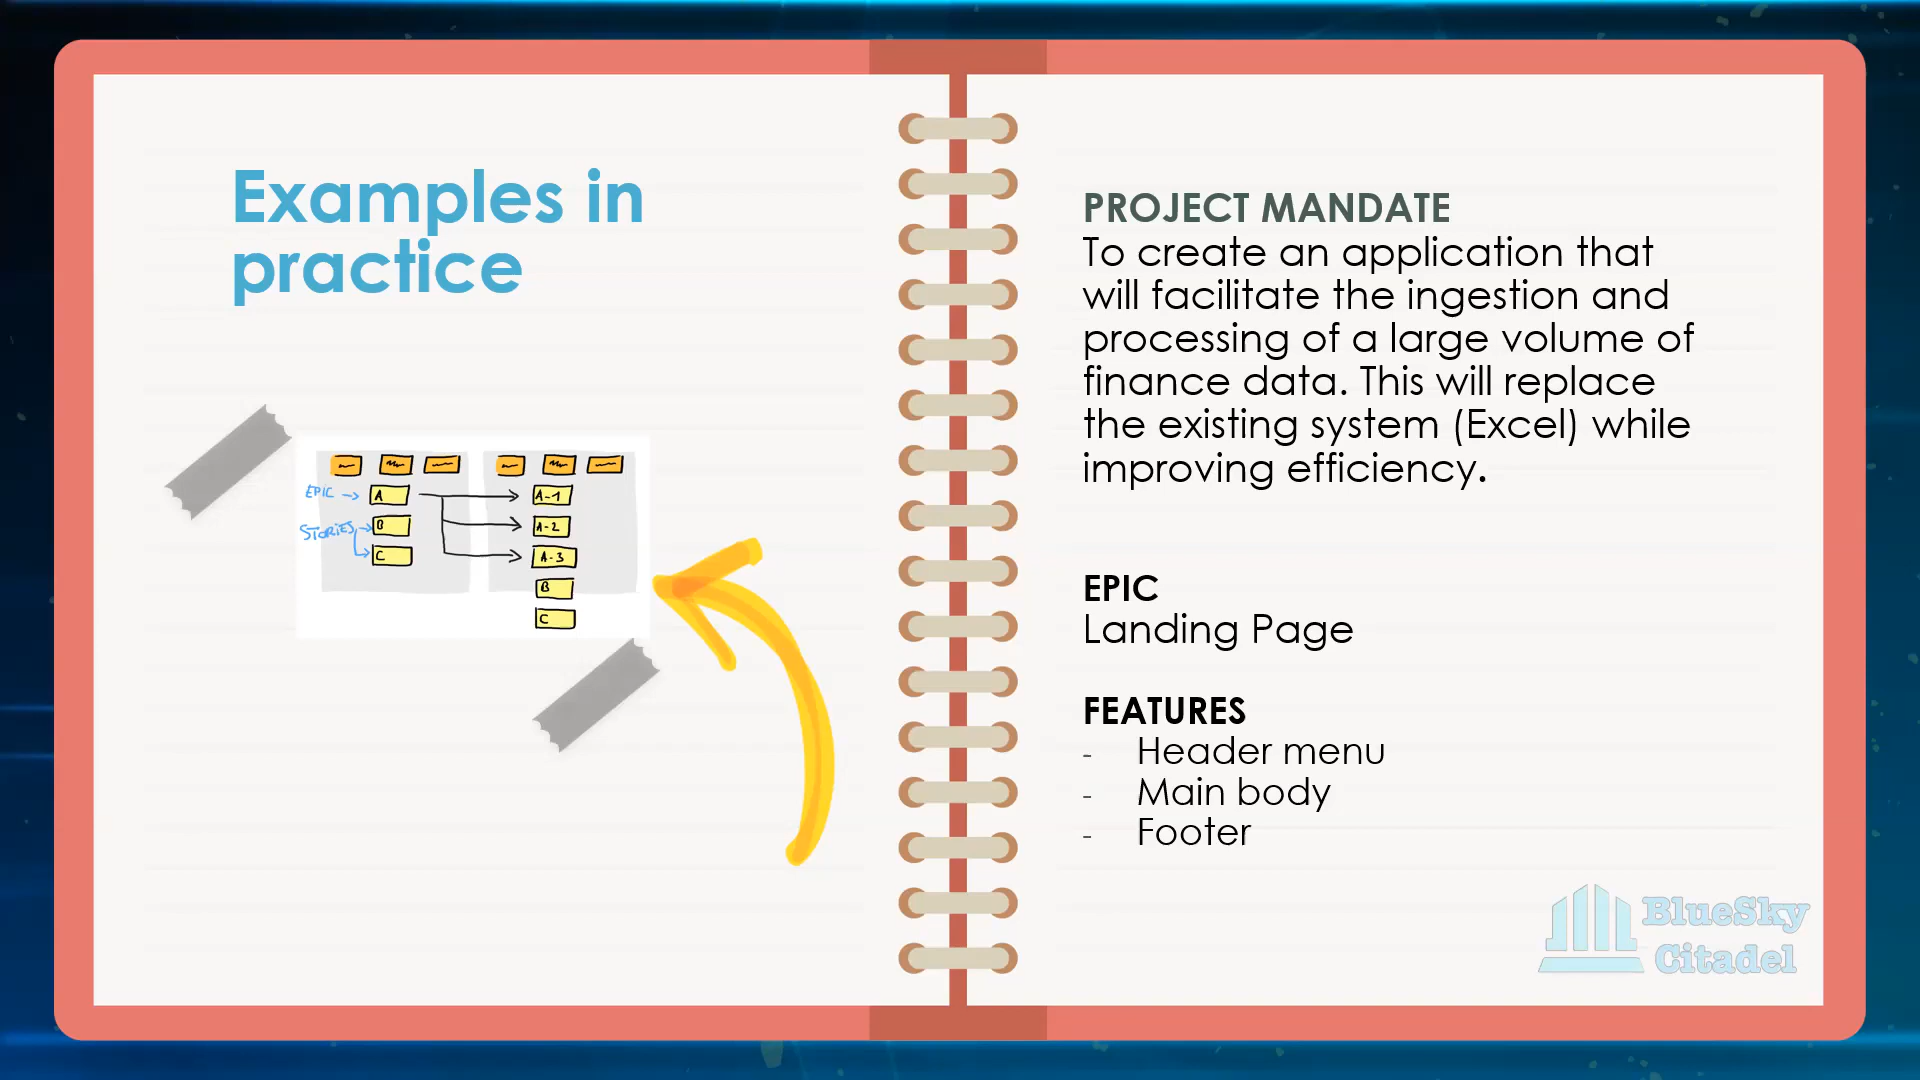 Examples in
practice
EPIC
STORIES
A
B
C
A-1
A-2
A-3
B
C
PROJECT MANDATE
To create an application that
will facilitate the ingestion and
processing of a large volume of
finance data. This will replace
the existing system (Excel) while
improving efficiency.
EPIC
Landing Page
FEATURES
- Header menu
- Main body
- Footer
BlueSky
Citadel